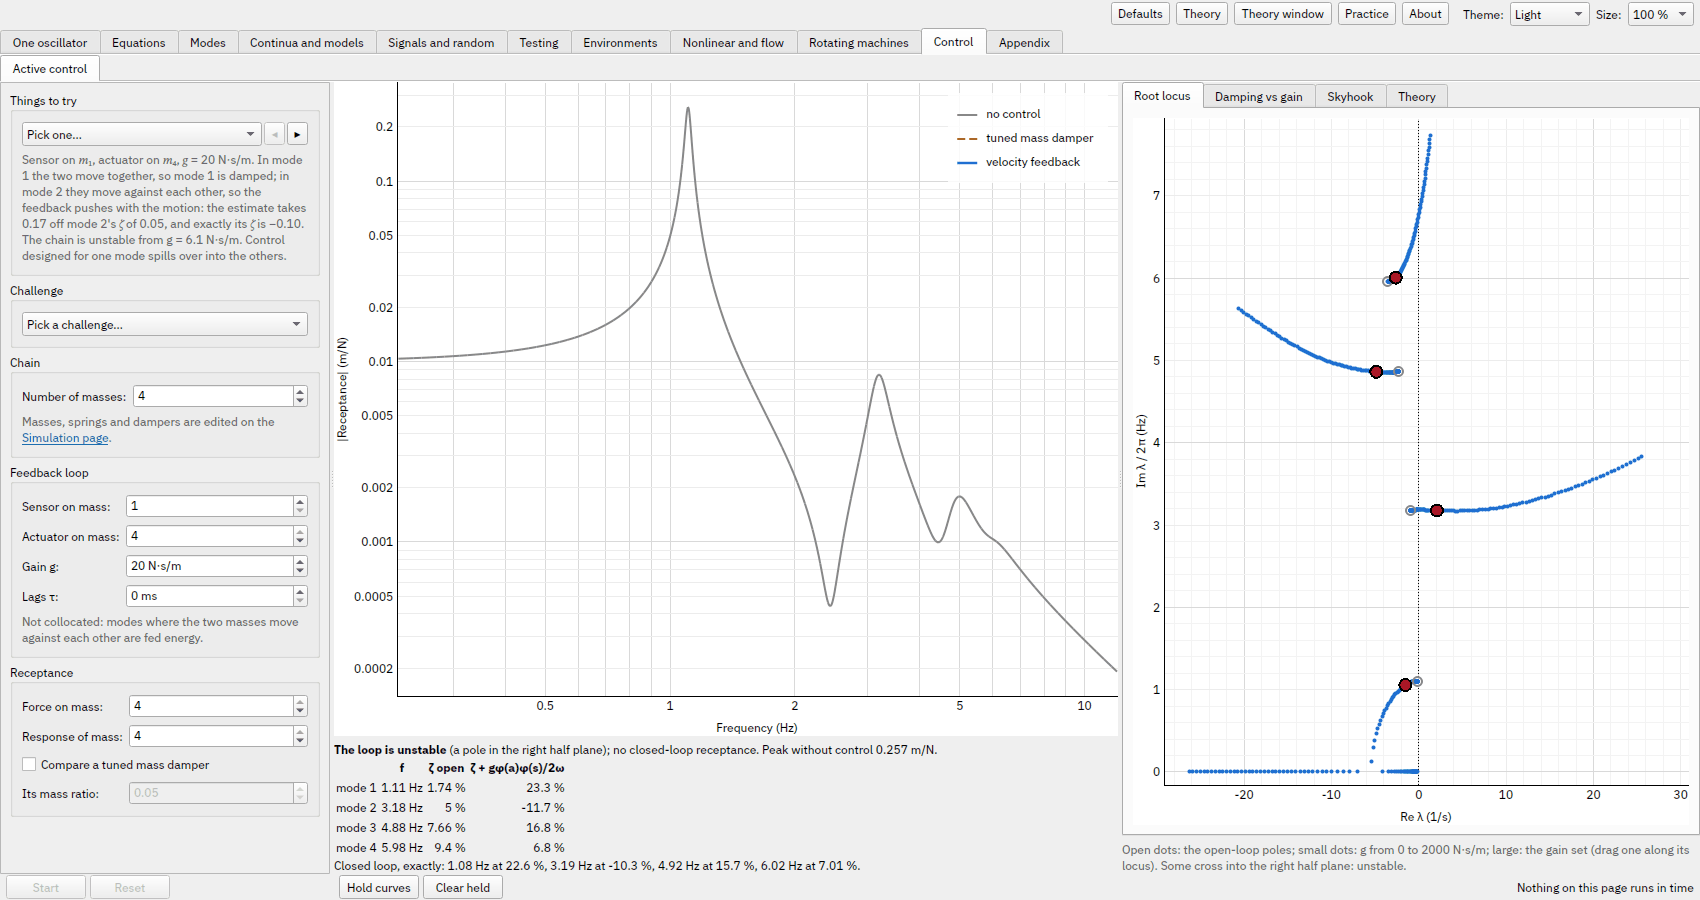 Defaults
Theory
Theory window
Practice
About
Theme:
Light
Size:
100 %
One oscillator
Equations
Modes
Continua and models
Signals and random
Testing
Environments
Nonlinear and flow
Rotating machines
Control
Appendix
Active control
Things to try
Pick one...
Sensor on m₁, actuator on m₄, g = 20 N·s/m. In mode
1 the two move together, so mode 1 is damped; in
mode 2 they move against each other, so the
feedback pushes with the motion: the estimate takes
0.17 off mode 2's ζ of 0.05, and exactly its ζ is −0.10.
The chain is unstable from g = 6.1 N·s/m. Control
designed for one mode spills over into the others.
Challenge
Pick a challenge...
Chain
Number of masses: 4
Masses, springs and dampers are edited on the
Simulation page.
Feedback loop
Sensor on mass: 1
Actuator on mass: 4
Gain g: 20 N·s/m
Lags τ: 0 ms
Not collocated: modes where the two masses move
against each other are fed energy.
Receptance
Force on mass: 4
Response of mass: 4
Compare a tuned mass damper
Its mass ratio: 0.05
Start
Reset
|Receptance| (m/N)
0.2
0.1
0.05
0.02
0.01
0.005
0.002
0.001
0.0005
0.0002
0.5
1
2
5
10
Frequency (Hz)
no control
tuned mass damper
velocity feedback
The loop is unstable (a pole in the right half plane); no closed-loop receptance. Peak without control 0.257 m/N.
f ζ open ζ + gφ(a)φ(s)/2ω
mode 1 1.11 Hz 1.74 % 23.3 %
mode 2 3.18 Hz 5 % -11.7 %
mode 3 4.88 Hz 7.66 % 16.8 %
mode 4 5.98 Hz 9.4 % 6.8 %
Closed loop, exactly: 1.08 Hz at 22.6 %, 3.19 Hz at -10.3 %, 4.92 Hz at 15.7 %, 6.02 Hz at 7.01 %.
Hold curves
Clear held
Root locus
Damping vs gain
Skyhook
Theory
Im λ / 2π (Hz)
7
6
5
4
3
2
1
0
-20
-10
0
10
20
30
Re λ (1/s)
Open dots: the open-loop poles; small dots: g from 0 to 2000 N·s/m; large: the gain set (drag one along its
locus). Some cross into the right half plane: unstable.
Nothing on this page runs in time